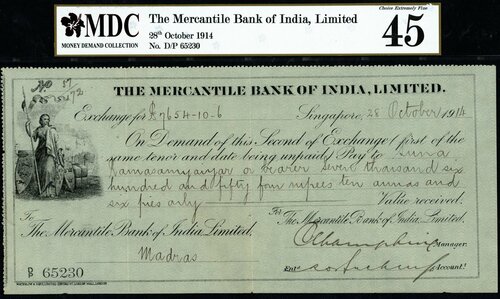 MDC
MONEY DEMAND COLLECTION
The Mercantile Bank of India, Limited
28th October 1914
No. D/P 65230
Choice Extremely Fine
45
No 57
THE MERCANTILE BANK OF INDIA, LIMITED.
Exchange for R 7654-10-6 Singapore, 28 October 1914
On Demand of this Second of Exchange (first of the
same tenor and date being unpaid) Pay to
or bearer seven thousand six
hundred and fifty four rupees ten annas and
six pies only Value received.
To For The Mercantile Bank of India, Limited,
The Mercantile Bank of India, Limited, Manager.
Madras
Entd Account!
D/P 65230